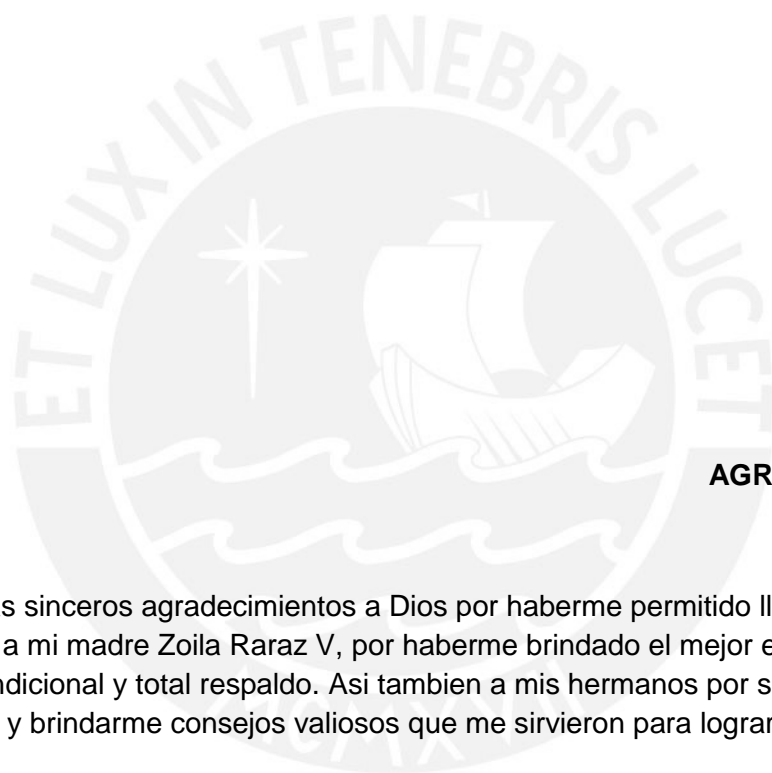 ET LUX IN TENEBRIS LUCET
AGR
s sinceros agradecimientos a Dios por haberme permitido ll
a mi madre Zoila Raraz V, por haberme brindado el mejor e
ndicional y total respaldo. Asi tambien a mis hermanos por s
y brindarme consejos valiosos que me sirvieron para lograr
MCMXVII